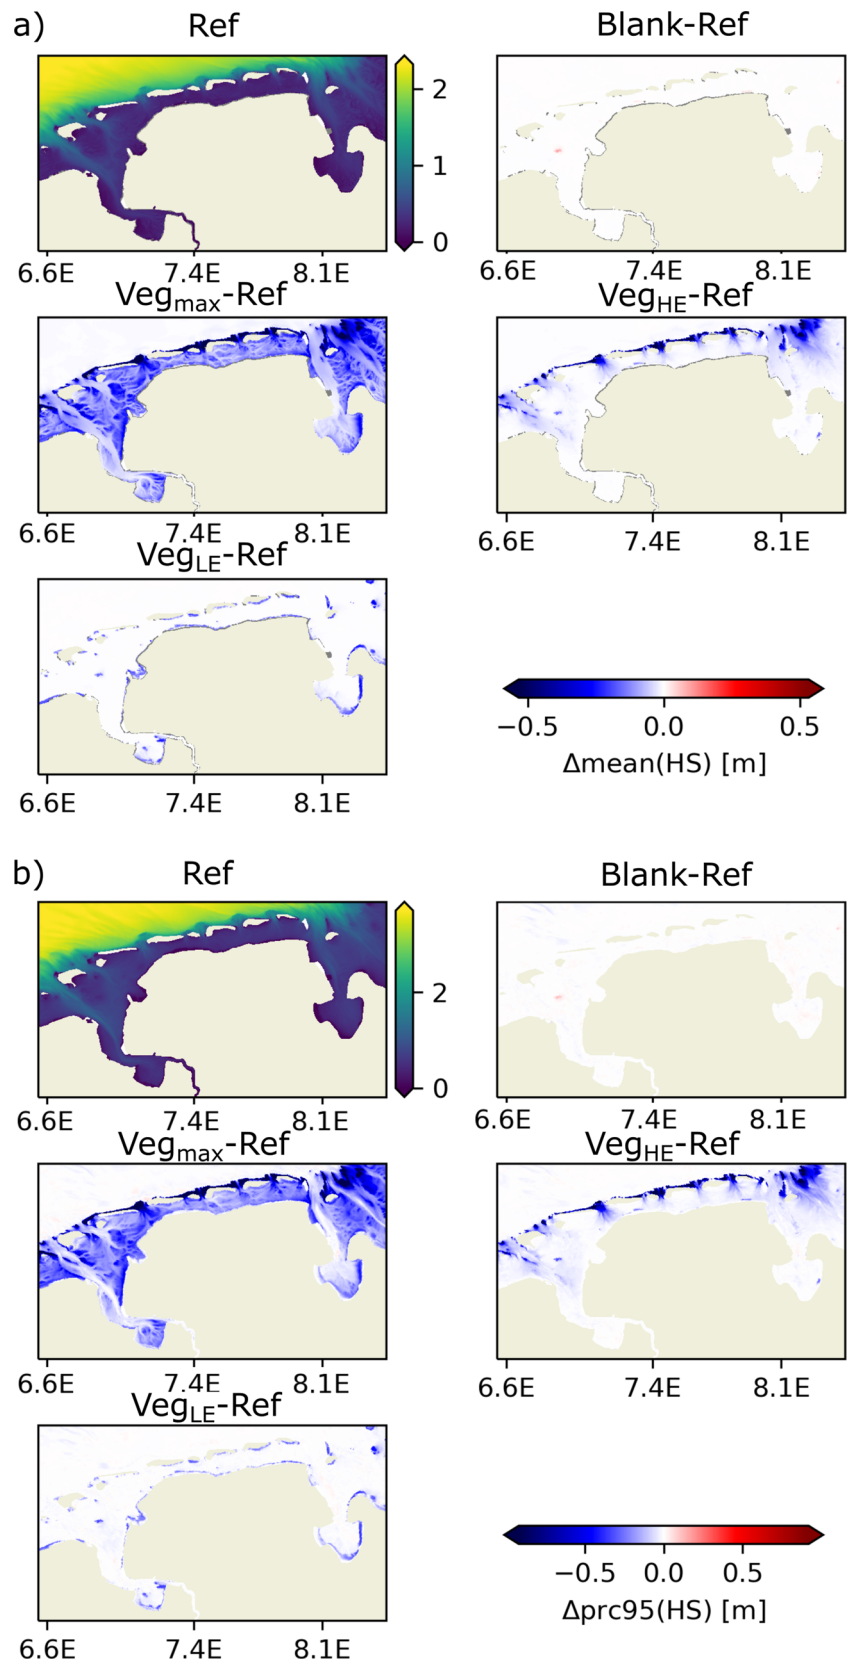 a) Ref Blank-Ref
2
1
0
6.6E 7.4E 8.1E 6.6E 7.4E 8.1E
Vegmax-Ref VegHE-Ref
6.6E 7.4E 8.1E 6.6E 7.4E 8.1E
VegLE-Ref
−0.5 0.0 0.5
Δmean(HS) [m]
6.6E 7.4E 8.1E
b) Ref Blank-Ref
2
0
6.6E 7.4E 8.1E 6.6E 7.4E 8.1E
Vegmax-Ref VegHE-Ref
6.6E 7.4E 8.1E 6.6E 7.4E 8.1E
VegLE-Ref
−0.5 0.0 0.5
Δprc95(HS) [m]
6.6E 7.4E 8.1E